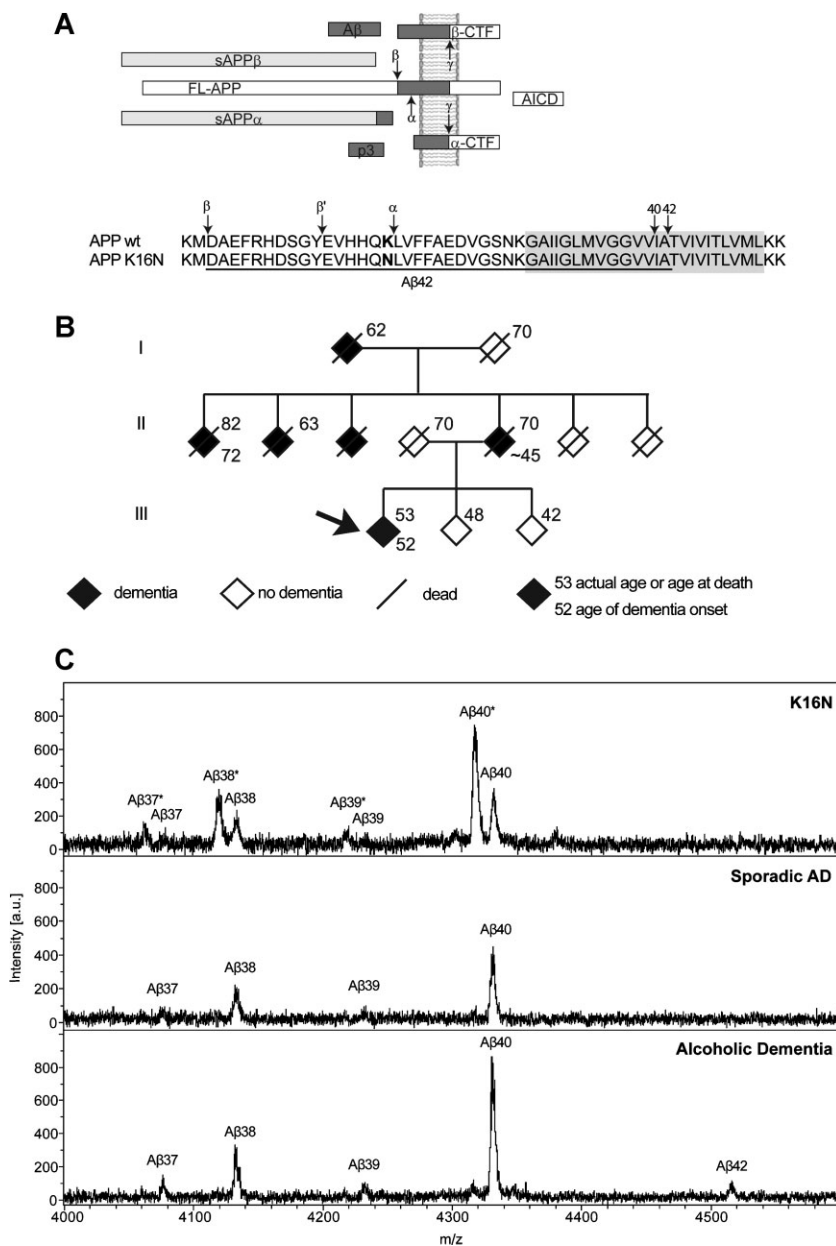 A
Aβ
β-CTF
sAPPβ
β
γ
FL-APP
AICD
α
γ
sAPPα
α-CTF
p3
β β' α 40 42
APP wt KMDAEFRHDSGYEVHHQKLVFFAEDVGSNKGAIIGLMVGGVVIATVIVITLVMLKK
APP K16N KMDAEFRHDSGYEVHHQNLVFFAEDVGSNKGAIIGLMVGGVVIATVIVITLVMLKK
Aβ42
B
I
62 70
II
82 63 70 70
72 ~45
III
53 48 42
52
dementia no dementia dead 53 actual age or age at death
52 age of dementia onset
C
K16N
Aβ40*
Aβ40
Aβ38*
Aβ38
Aβ37*
Aβ37
Aβ39*
Aβ39
800
600
400
200
0
Sporadic AD
Aβ40
Aβ38
Aβ37
Aβ39
800
600
400
200
0
Intensity [a.u.]
Alcoholic Dementia
Aβ40
Aβ38
Aβ37
Aβ39
Aβ42
800
600
400
200
0
4000 4100 4200 4300 4400 4500
m/z